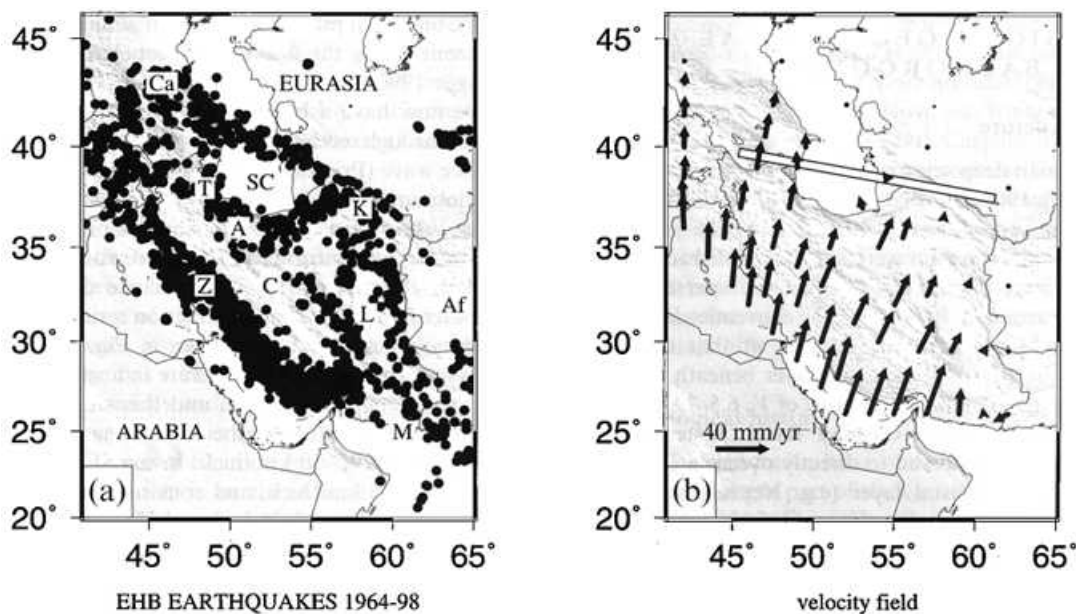 45°
40°
35°
30°
25°
20°
Ca
EURASIA
T
SC
K
A
Z
C
L
Af
ARABIA
M
(a)
45° 50° 55° 60° 65°
EHB EARTHQUAKES 1964-98
45°
40°
35°
30°
25°
20°
40 mm/yr
(b)
45° 50° 55° 60° 65°
velocity field